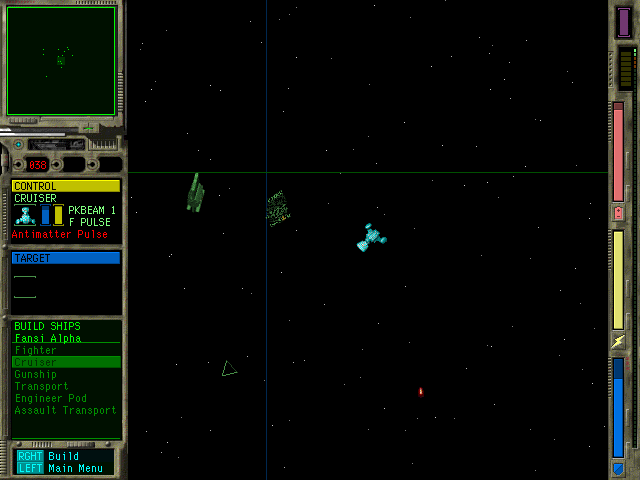 038
CONTROL
CRUISER
PKBEAM 1
F PULSE
Antimatter Pulse
TARGET
BUILD SHIPS
Fansi Alpha
Fighter
Cruiser
Gunship
Transport
Engineer Pod
Assault Transport
RGHT Build
LEFT Main Menu